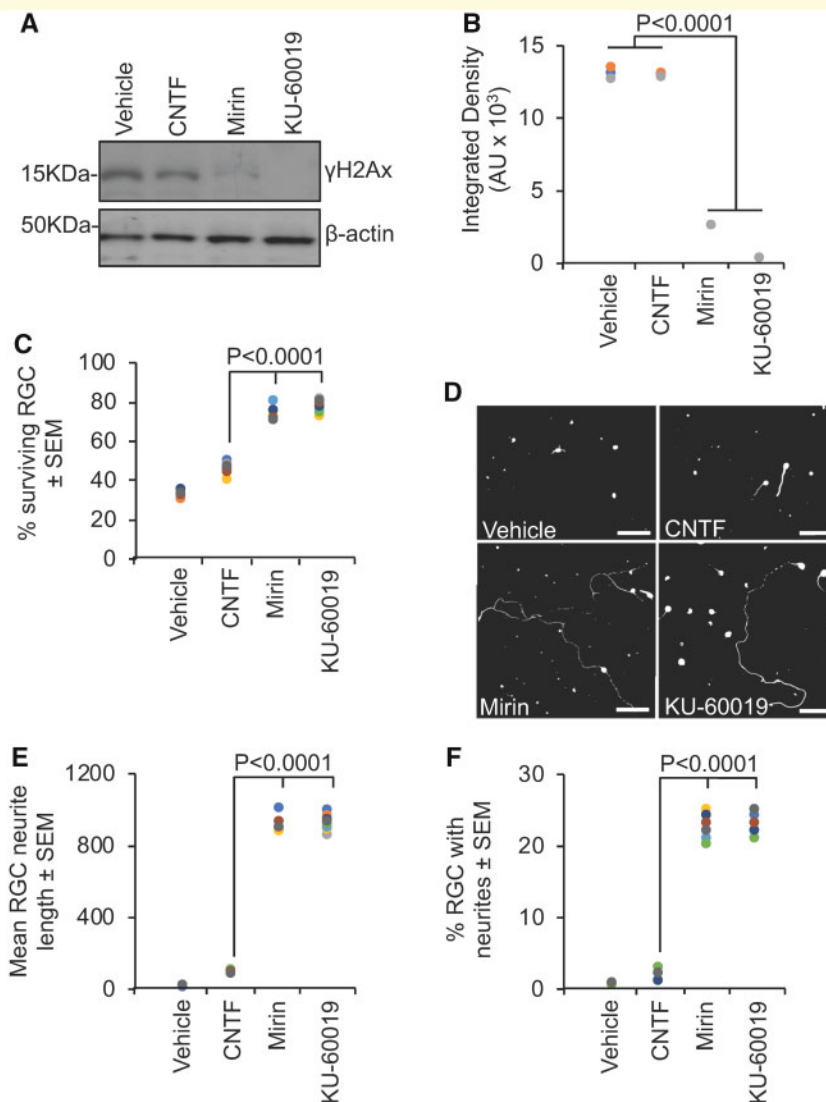 A
Vehicle
CNTF
Mirin
KU-60019
15KDa-
γH2Ax
50KDa-
β-actin
B
P<0.0001
Integrated Density
(AU x 10³)
15
10
5
0
Vehicle
CNTF
Mirin
KU-60019
C
P<0.0001
% surviving RGC
± SEM
100
80
60
40
20
0
Vehicle
CNTF
Mirin
KU-60019
D
Vehicle
CNTF
Mirin
KU-60019
E
P<0.0001
Mean RGC neurite
length ± SEM
1200
800
400
0
Vehicle
CNTF
Mirin
KU-60019
F
P<0.0001
% RGC with
neurites ± SEM
30
20
10
0
Vehicle
CNTF
Mirin
KU-60019